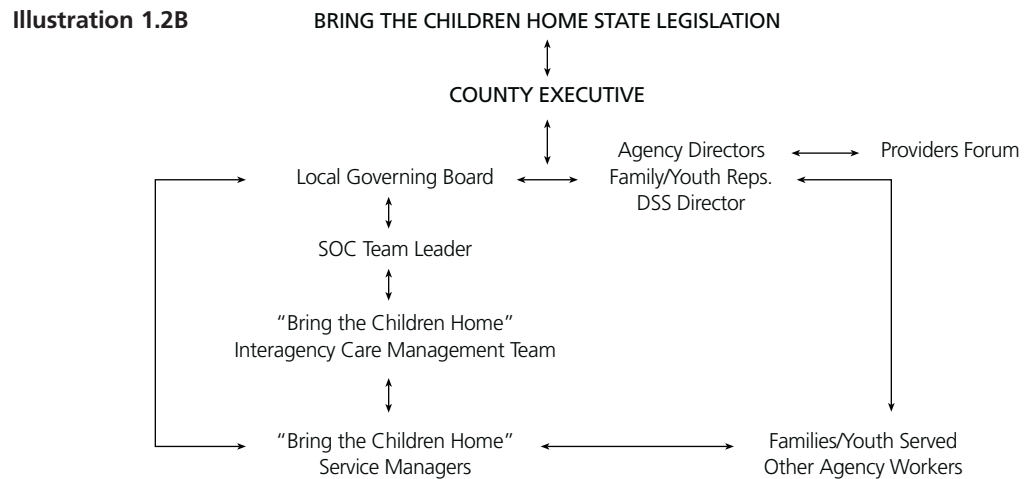 Illustration 1.2B
BRING THE CHILDREN HOME STATE LEGISLATION
COUNTY EXECUTIVE
Local Governing Board
Agency Directors
Family/Youth Reps.
DSS Director
Providers Forum
SOC Team Leader
“Bring the Children Home”
Interagency Care Management Team
“Bring the Children Home”
Service Managers
Families/Youth Served
Other Agency Workers